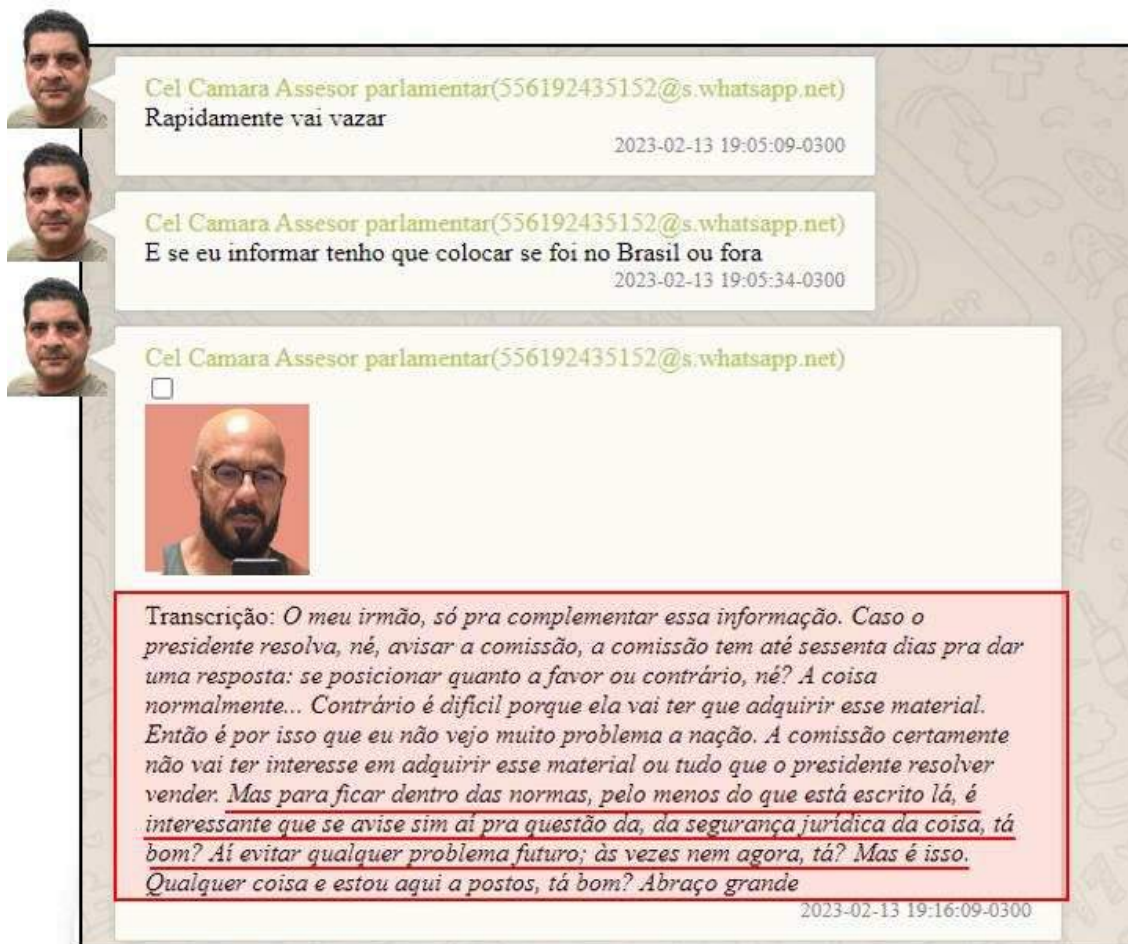 Cel Camara Assesor parlamentar(556192435152@s.whatsapp.net)
Rapidamente vai vazar
2023-02-13 19:05:09-0300
Cel Camara Assesor parlamentar(556192435152@s.whatsapp.net)
E se eu informar tenho que colocar se foi no Brasil ou fora
2023-02-13 19:05:34-0300
Cel Camara Assesor parlamentar(556192435152@s.whatsapp.net)
Transcrição: O meu irmão, só pra complementar essa informação. Caso o
presidente resolva, né, avisar a comissão, a comissão tem até sessenta dias pra dar
uma resposta: se posicionar quanto a favor ou contrário, né? A coisa
normalmente... Contrário é difícil porque ela vai ter que adquirir esse material.
Então é por isso que eu não vejo muito problema a nação. A comissão certamente
não vai ter interesse em adquirir esse material ou tudo que o presidente resolver
vender. Mas para ficar dentro das normas, pelo menos do que está escrito lá, é
interessante que se avise sim aí pra questão da, da segurança jurídica da coisa, tá
bom? Aí evitar qualquer problema futuro; às vezes nem agora, tá? Mas é isso.
Qualquer coisa e estou aqui a postos, tá bom? Abraço grande
2023-02-13 19:16:09-0300